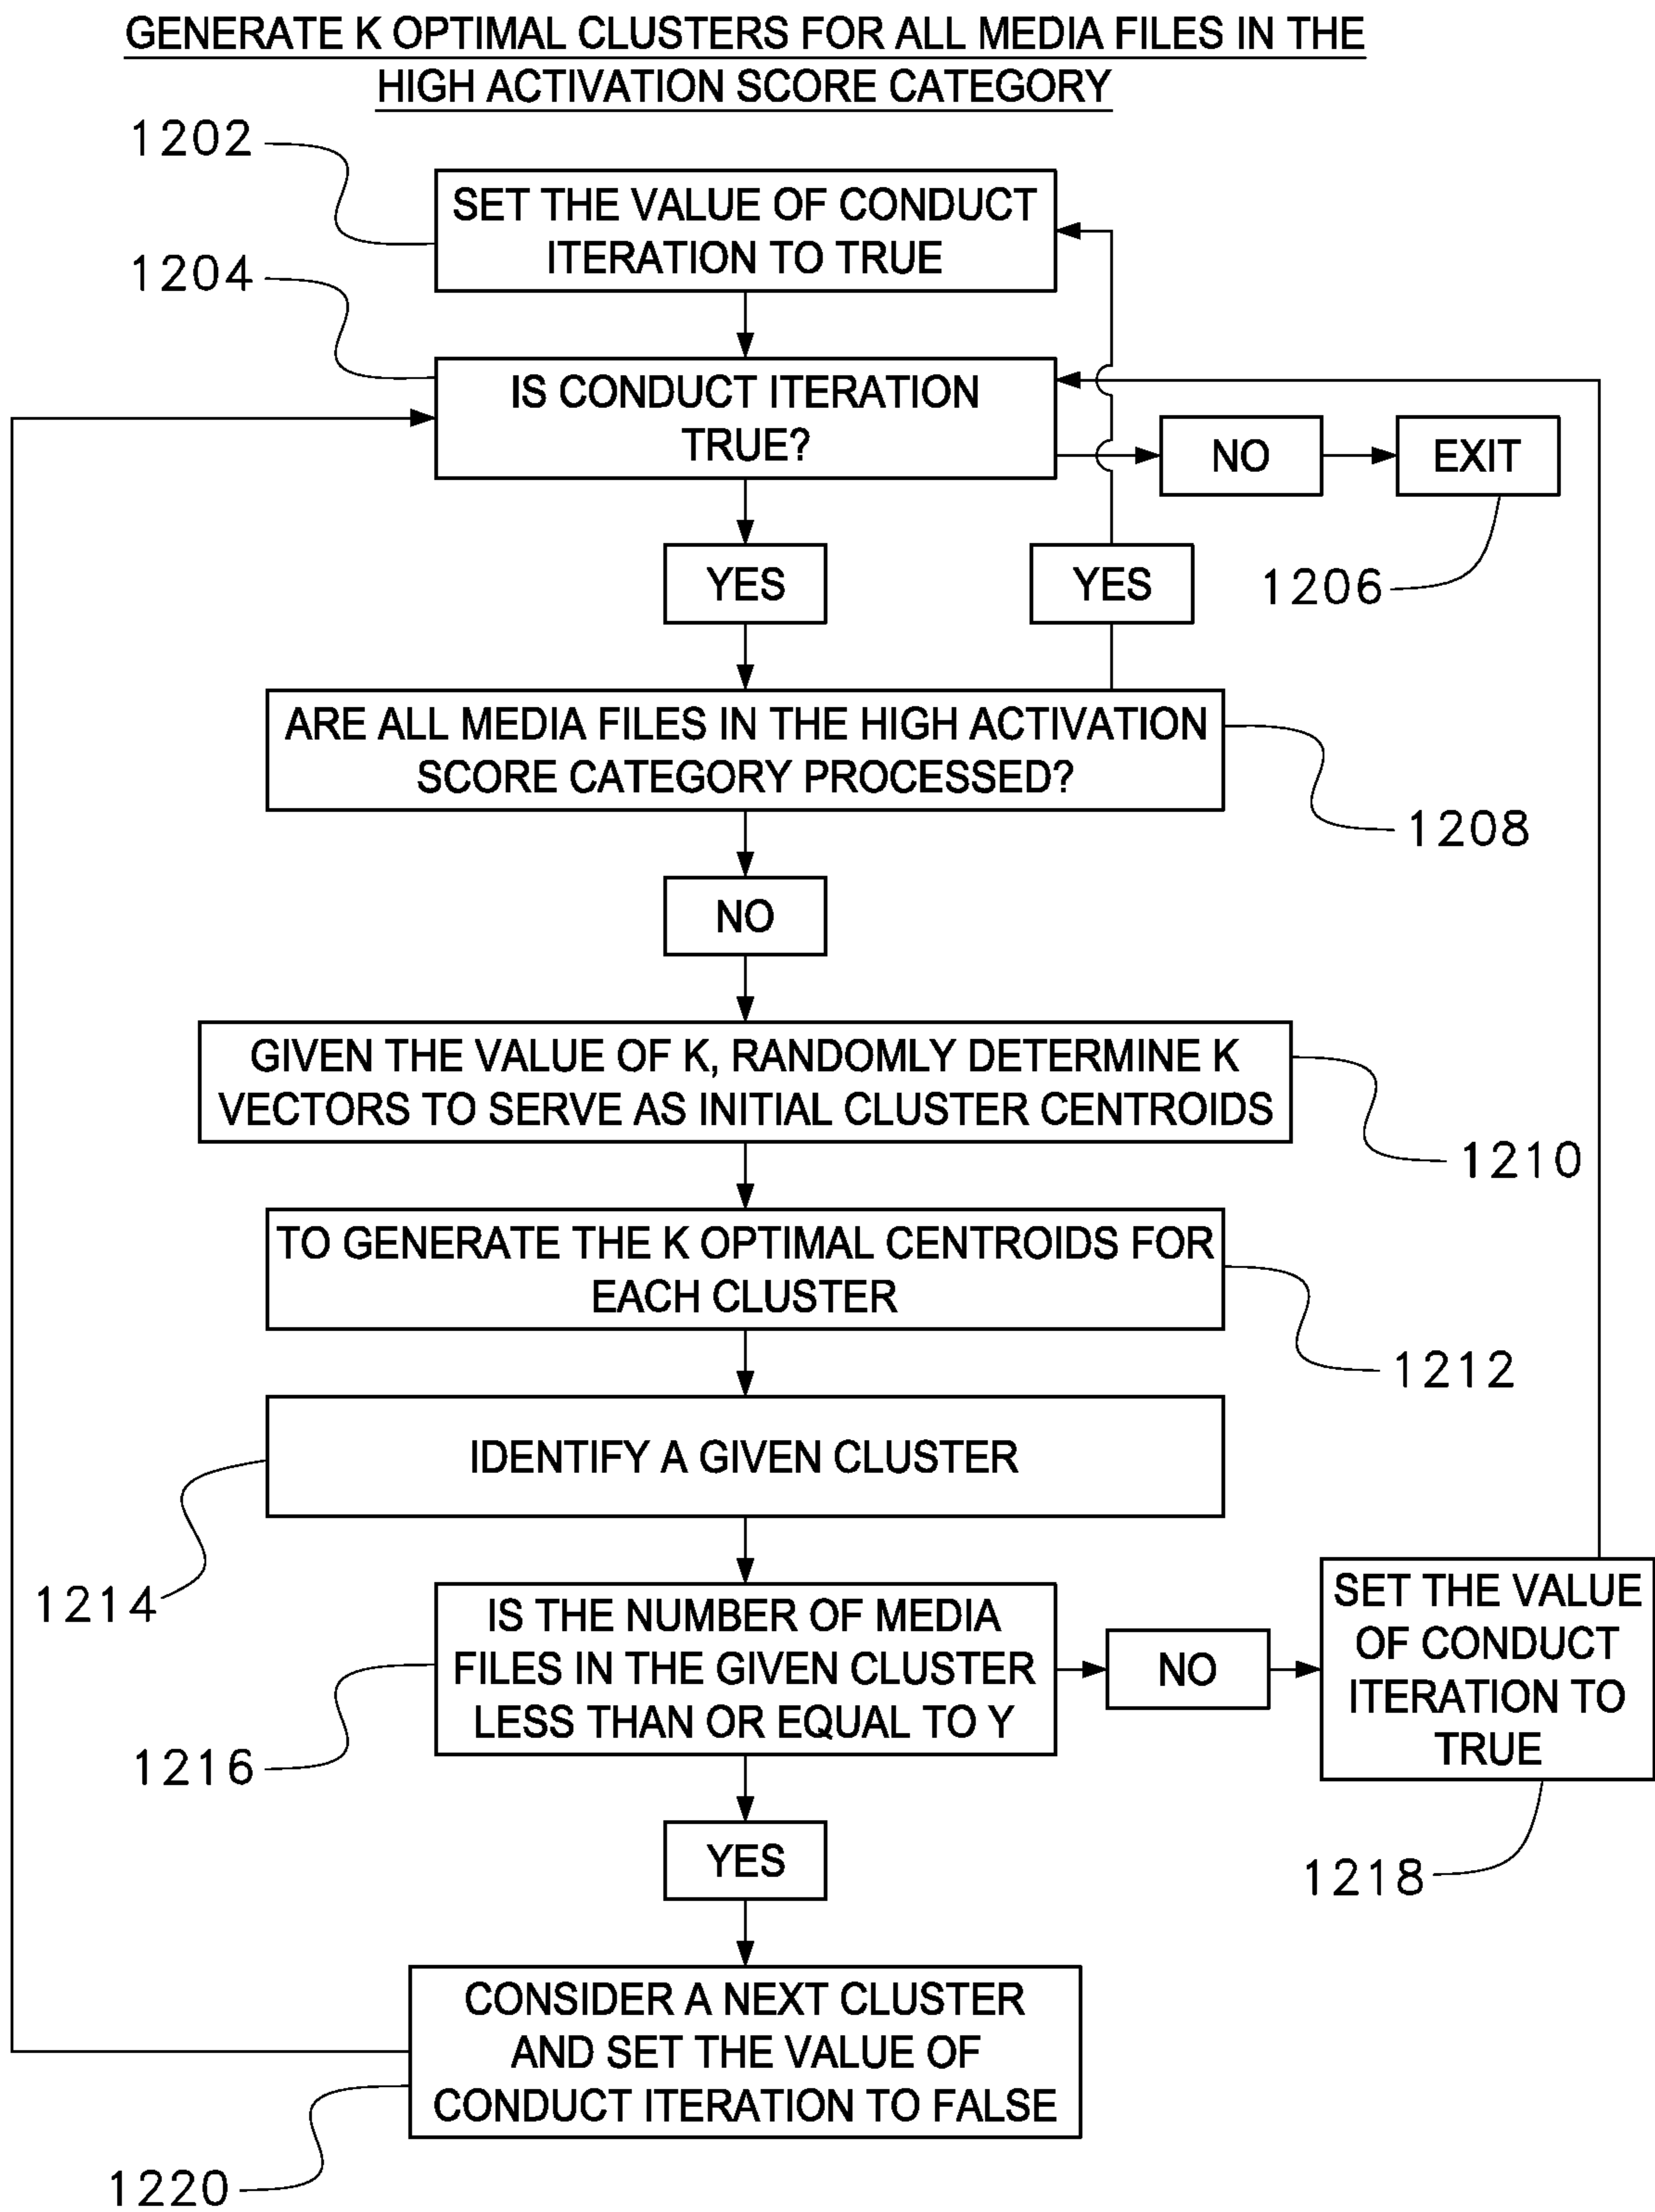 GENERATE K OPTIMAL CLUSTERS FOR ALL MEDIA FILES IN THE
HIGH ACTIVATION SCORE CATEGORY
1202
SET THE VALUE OF CONDUCT
ITERATION TO TRUE
1204
IS CONDUCT ITERATION
TRUE?
NO
EXIT
YES
YES
1206
ARE ALL MEDIA FILES IN THE HIGH ACTIVATION
SCORE CATEGORY PROCESSED?
1208
NO
GIVEN THE VALUE OF K, RANDOMLY DETERMINE K
VECTORS TO SERVE AS INITIAL CLUSTER CENTROIDS
1210
TO GENERATE THE K OPTIMAL CENTROIDS FOR
EACH CLUSTER
1212
IDENTIFY A GIVEN CLUSTER
1214
IS THE NUMBER OF MEDIA
FILES IN THE GIVEN CLUSTER
LESS THAN OR EQUAL TO Y
1216
NO
SET THE VALUE
OF CONDUCT
ITERATION TO
TRUE
1218
YES
CONSIDER A NEXT CLUSTER
AND SET THE VALUE OF
CONDUCT ITERATION TO FALSE
1220